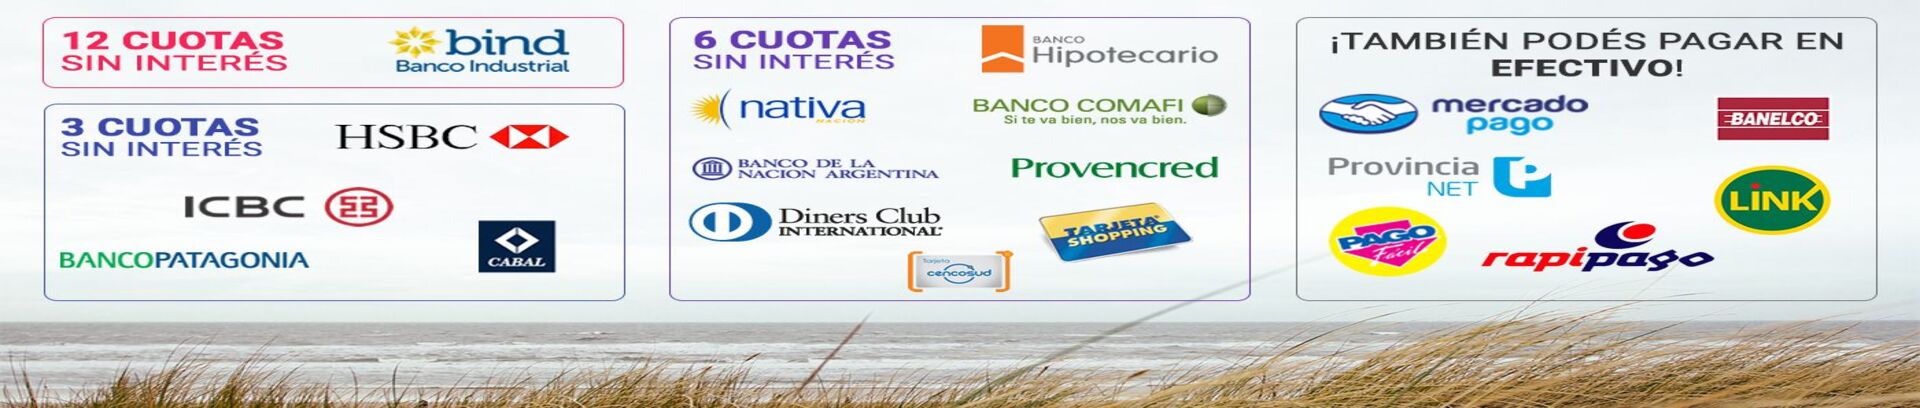 12 CUOTAS
SIN INTERÉS
bind
Banco Industrial
3 CUOTAS
SIN INTERÉS
HSBC
ICBC
BANCOPATAGONIA
CABAL
6 CUOTAS
SIN INTERÉS
BANCO
Hipotecario
nativa
NACION
BANCO COMAFI
Si te va bien, nos va bien.
BANCO DE LA
NACION ARGENTINA
Provencred
Diners Club
INTERNATIONAL®
TARJETA
SHOPPING
Tarjeta
cencosud
¡TAMBIÉN PODÉS PAGAR EN
EFECTIVO!
mercado
pago
BANELCO
Provincia
NET
LINK
PAGO
Fácil
rapipago